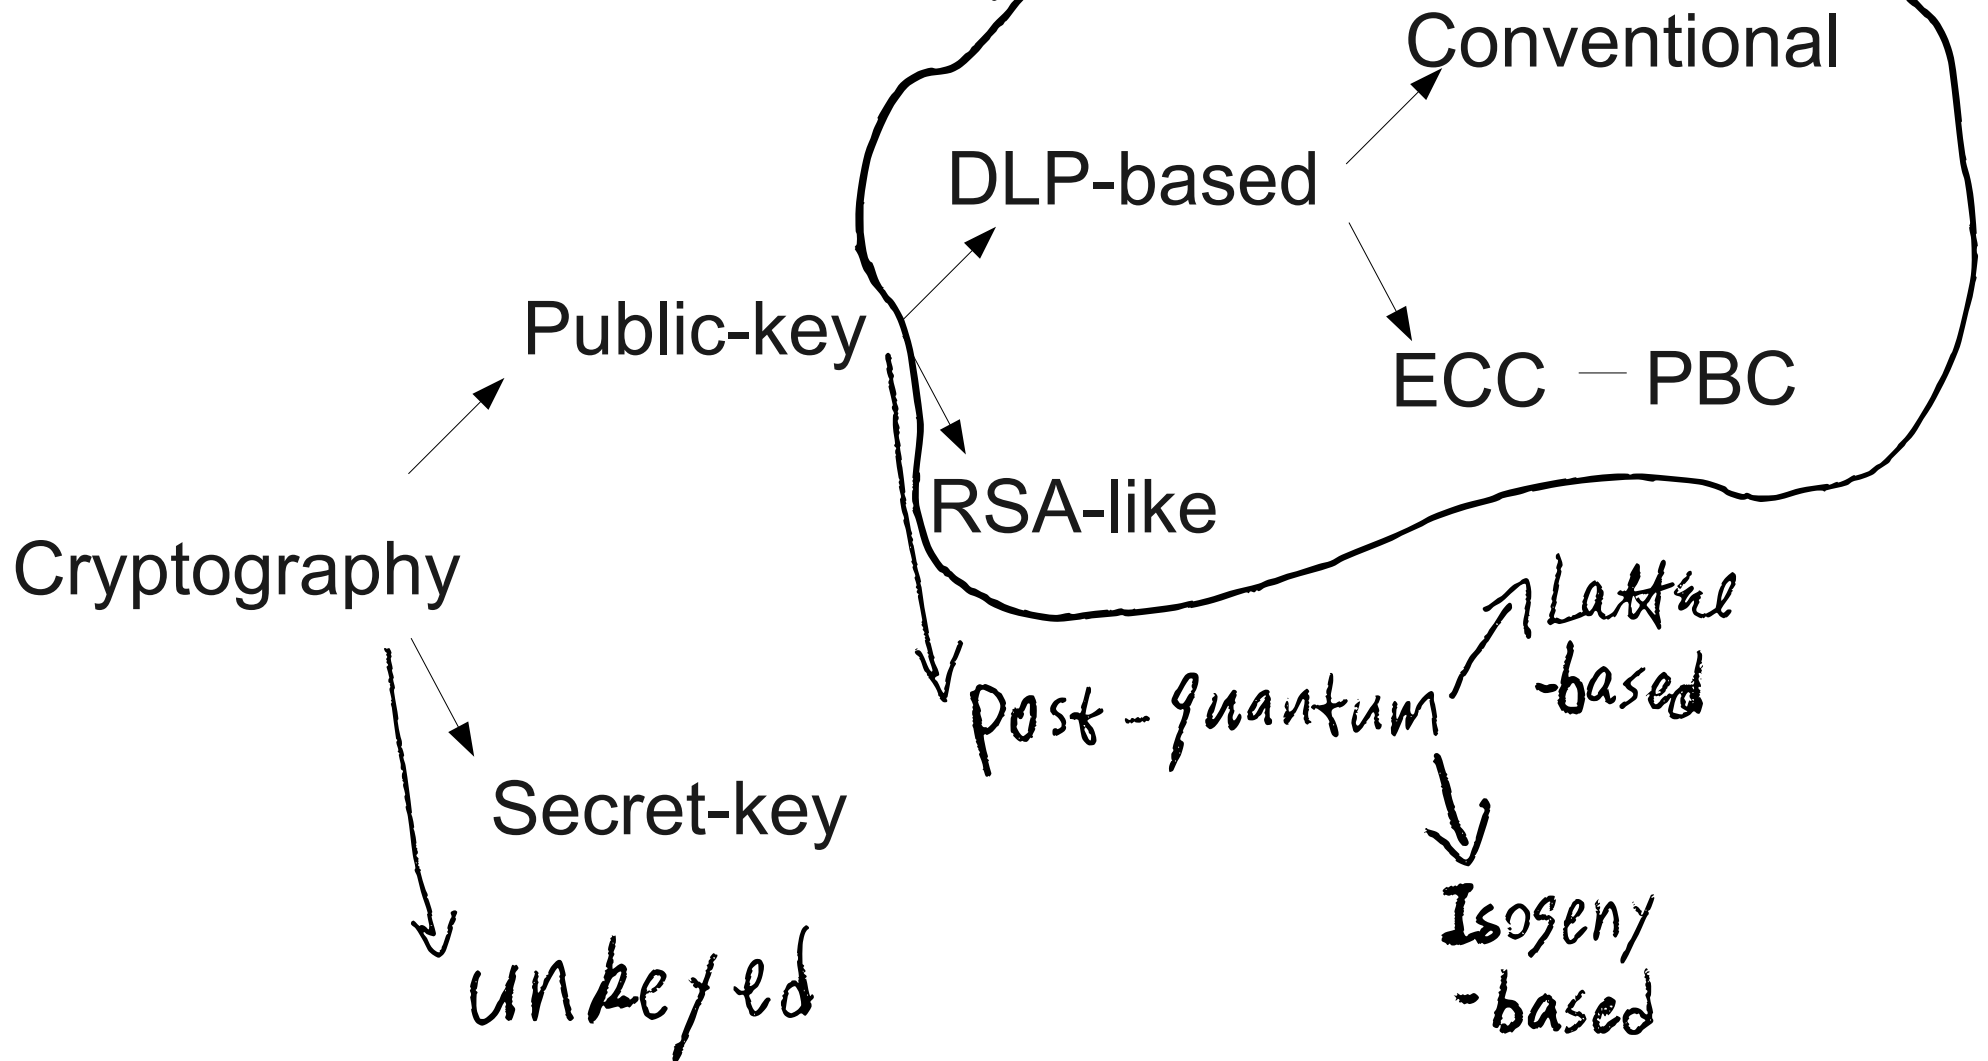 Conventional
DLP-based
Public-key
ECC — PBC
RSA-like
Cryptography
Lattice
-based
Post-quantum
Secret-key
Isogeny
-based
unkeyed